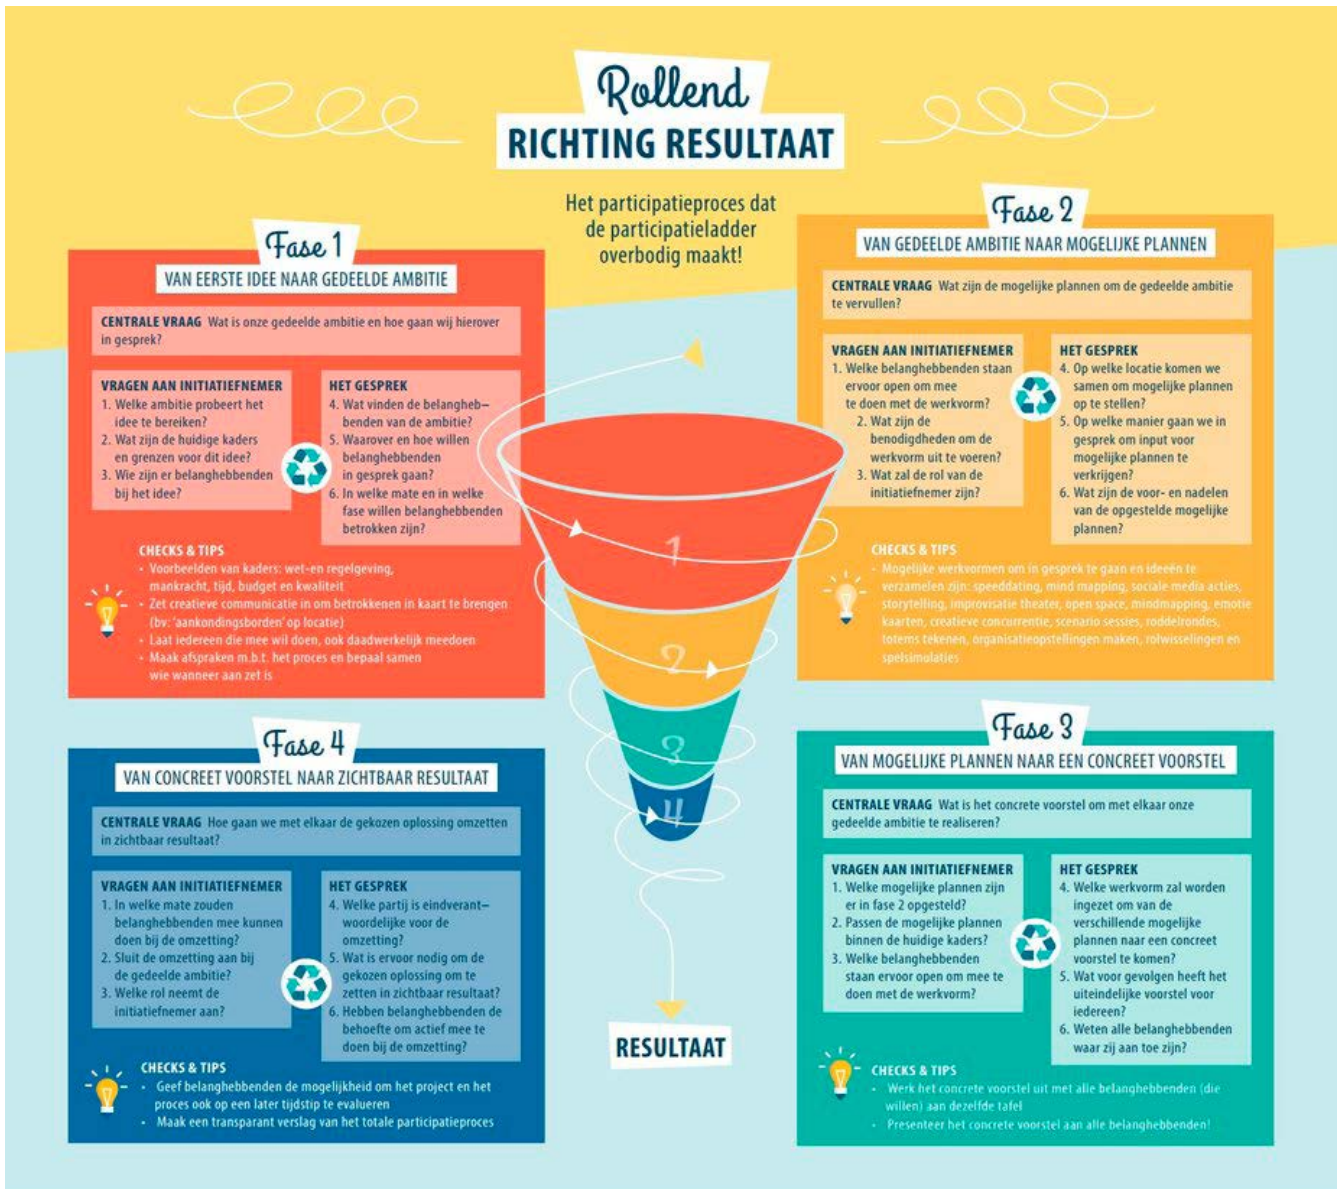 Rollend
RICHTING RESULTAAT
Het participatieproces dat
de participatieladder
overbodig maakt!
Fase 1
VAN EERSTE IDEE NAAR GEDEELDE AMBITIE
CENTRALE VRAAG Wat is onze gedeelde ambitie en hoe gaan wij hierover
in gesprek?
VRAGEN AAN INITIATIEFNEMER
1. Welke ambitie probeert het
idee te bereiken?
2. Wat zijn de huidige kaders
en grenzen voor dit idee?
3. Wie zijn er belanghebbenden
bij het idee?
HET GESPREK
4. Wat vinden de belangheb-
benden van de ambitie?
5. Waarover en hoe willen
belanghebbenden
in gesprek gaan?
6. In welke mate en in welke
fase willen belanghebbenden
betrokken zijn?
CHECKS & TIPS
- Voorbeelden van kaders: wet-en regelgeving,
mankracht, tijd, budget en kwaliteit
- Zet creatieve communicatie in om betrokkenen in kaart te brengen
(bv: 'aankondingsborden' op locatie)
- Laat iedereen die mee wil doen, ook daadwerkelijk meedoen
- Maak afspraken m.b.t. het proces en bepaal samen
wie wanneer aan zet is
Fase 2
VAN GEDEELDE AMBITIE NAAR MOGELIJKE PLANNEN
CENTRALE VRAAG Wat zijn de mogelijke plannen om de gedeelde ambitie
te vervullen?
VRAGEN AAN INITIATIEFNEMER
1. Welke belanghebbenden staan
ervoor open om mee
te doen met de werkvorm?
2. Wat zijn de
benodigdheden om de
werkvorm uit te voeren?
3. Wat zal de rol van de
initiatiefnemer zijn?
HET GESPREK
4. Op welke locatie komen we
samen om mogelijke plannen
op te stellen?
5. Op welke manier gaan we in
gesprek om input voor
mogelijke plannen te
verkrijgen?
6. Wat zijn de voor- en nadelen
van de opgestelde mogelijke
plannen?
CHECKS & TIPS
- Mogelijke werkvormen om in gesprek te gaan en ideeën te
verzamelen zijn: speeddating, mind mapping, sociale media acties,
storytelling, improvisatie theater, open space, mindmapping, emotie
kaarten, creatieve concurrentie, scenario sessies, roddelrondes,
totems tekenen, organisatieopstellingen maken, rolwisselingen en
spelsimulaties
1
2
3
4
RESULTAAT
Fase 3
VAN MOGELIJKE PLANNEN NAAR EEN CONCREET VOORSTEL
CENTRALE VRAAG Wat is het concrete voorstel om met elkaar onze
gedeelde ambitie te realiseren?
VRAGEN AAN INITIATIEFNEMER
1. Welke mogelijke plannen zijn
er in fase 2 opgesteld?
2. Passen de mogelijke plannen
binnen de huidige kaders?
3. Welke belanghebbenden
staan ervoor open om mee te
doen met de werkvorm?
HET GESPREK
4. Welke werkvorm zal worden
ingezet om van de
verschillende mogelijke
plannen naar een concreet
voorstel te komen?
5. Wat voor gevolgen heeft het
uiteindelijke voorstel voor
iedereen?
6. Weten alle belanghebbenden
waar zij aan toe zijn?
CHECKS & TIPS
- Werk het concrete voorstel uit met alle belanghebbenden (die
willen) aan dezelfde tafel
- Presenteer het concrete voorstel aan alle belanghebbenden!
Fase 4
VAN CONCREET VOORSTEL NAAR ZICHTBAAR RESULTAAT
CENTRALE VRAAG Hoe gaan we met elkaar de gekozen oplossing omzetten
in zichtbaar resultaat?
VRAGEN AAN INITIATIEFNEMER
1. In welke mate zouden
belanghebbenden mee kunnen
doen bij de omzetting?
2. Sluit de omzetting aan bij
de gedeelde ambitie?
3. Welke rol neemt de
initiatiefnemer aan?
HET GESPREK
4. Welke partij is eindverant-
woordelijke voor de
omzetting?
5. Wat is ervoor nodig om de
gekozen oplossing om te
zetten in zichtbaar resultaat?
6. Hebben belanghebbenden de
behoefte om actief mee te
doen bij de omzetting?
CHECKS & TIPS
- Geef belanghebbenden de mogelijkheid om het project en het
proces ook op een later tijdstip te evalueren
- Maak een transparant verslag van het totale participatieproces